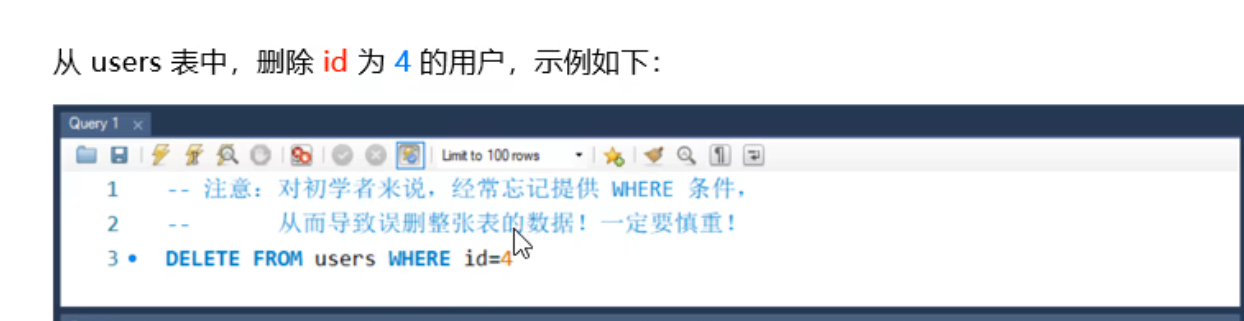 从 users 表中，删除 id 为 4 的用户，示例如下：
Query 1
Limit to 100 rows
1 -- 注意：对初学者来说，经常忘记提供 WHERE 条件，
2 -- 从而导致误删整张表的数据！一定要慎重！
3 DELETE FROM users WHERE id=4